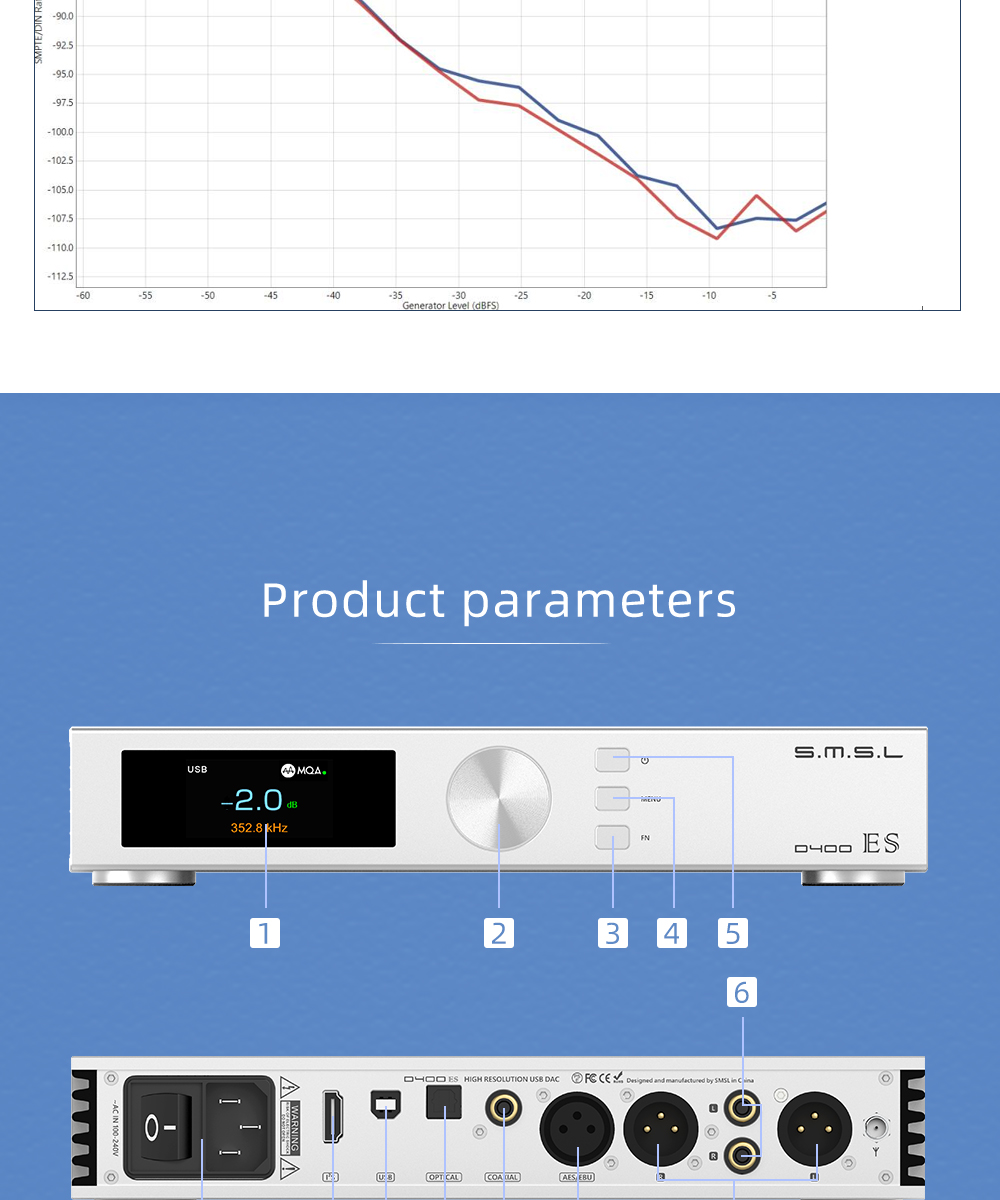 SMPTE/DIN Ra
-90.0
-92.5
-95.0
-97.5
-100.0
-102.5
-105.0
-107.5
-110.0
-112.5
-60 -55 -50 -45 -40 -35 -30 -25 -20 -15 -10 -5
Generator Level (dBFS)
Product parameters
USB MQA
-2.0 dB
352.8 kHz
MENU
FN
S.M.S.L
D400 ES
1 2 3 4 5
6
D400 ES HIGH RESOLUTION USB DAC FC CE Designed and manufactured by SMSL in China
~AC IN 100-240V
WARNING
L
R
I²S USB OPTICAL COAXIAL AES/EBU R L